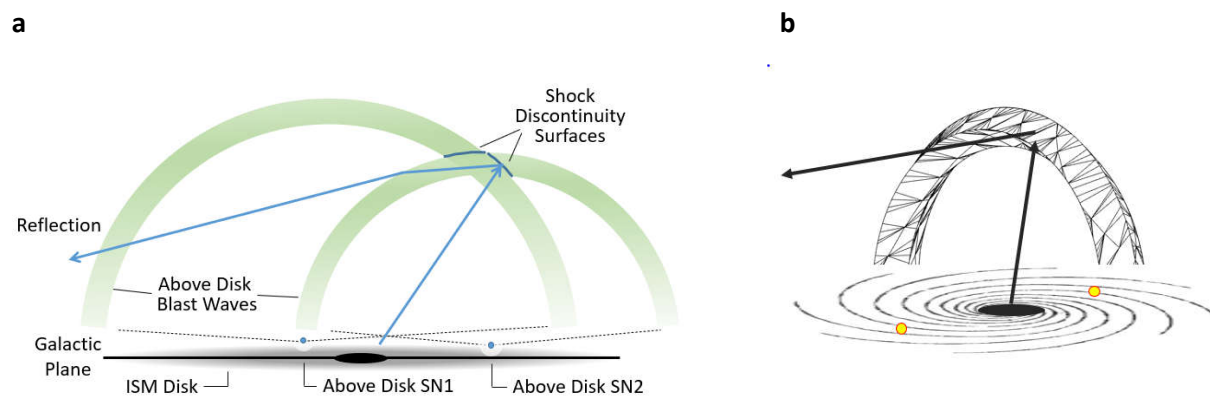 a
b
Shock
Discontinuity
Surfaces
Reflection
Above Disk
Blast Waves
Galactic
Plane
ISM Disk
Above Disk SN1
Above Disk SN2